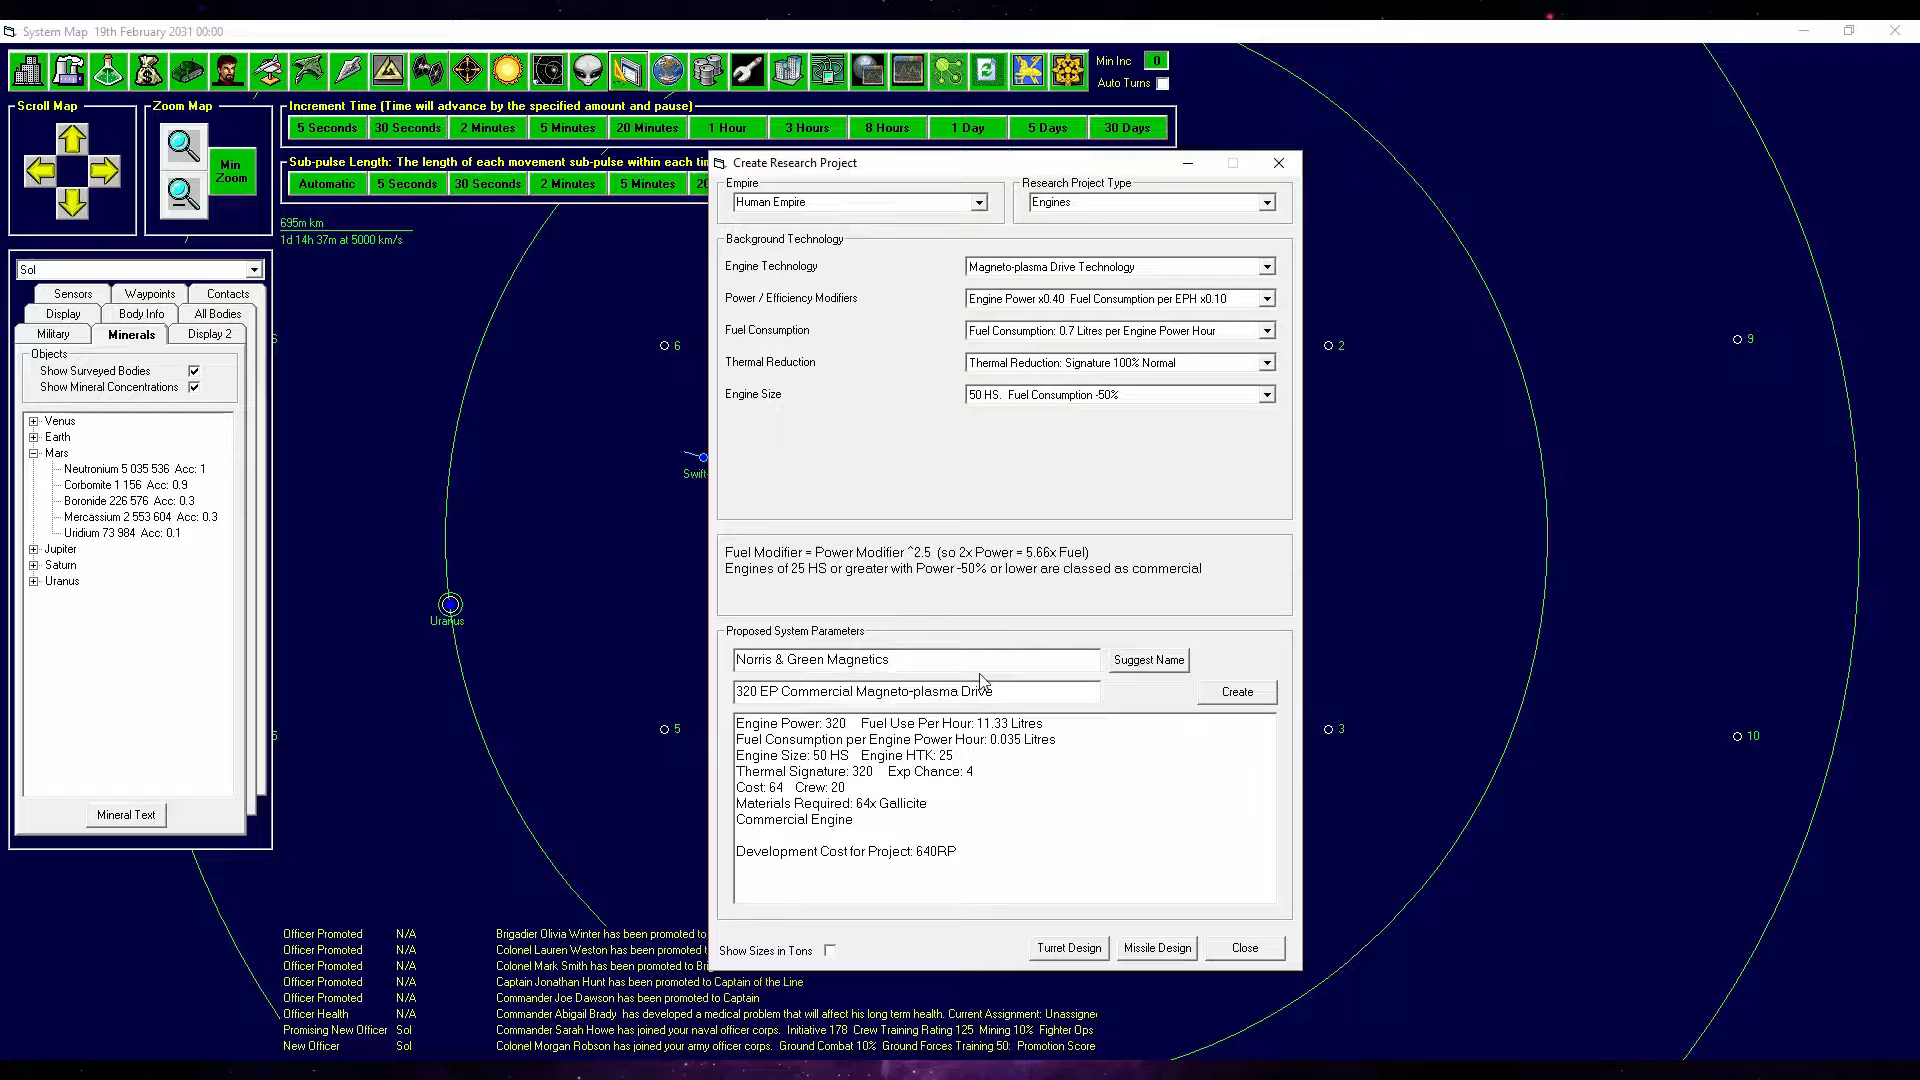 System Map   19th February 2031 00:00
Min Inc   0
Auto Turns
Scroll Map
Zoom Map
Min Zoom
Increment Time (Time will advance by the specified amount and pause)
5 Seconds   30 Seconds   2 Minutes   5 Minutes   20 Minutes   1 Hour   3 Hours   8 Hours   1 Day   5 Days   30 Days
Sub-pulse Length: The length of each movement sub-pulse within each tim
Automatic   5 Seconds   30 Seconds   2 Minutes   5 Minutes   20
695m km
1d 14h 37m at 5000 km/s
Sol
Sensors   Waypoints   Contacts
Display   Body Info   All Bodies
Military   Minerals   Display 2
Objects
Show Surveyed Bodies
Show Mineral Concentrations
Venus
Earth
Mars
Neutronium 5 035 536  Acc: 1
Corbomite 1 156  Acc: 0.9
Boronide 226 576  Acc: 0.3
Mercassium 2 553 604  Acc: 0.3
Uridium 73 984  Acc: 0.1
Jupiter
Saturn
Uranus
Mineral Text
6
5
2
3
9
10
Swift-
Uranus
Create Research Project
Empire
Human Empire
Research Project Type
Engines
Background Technology
Engine Technology   Magneto-plasma Drive Technology
Power / Efficiency Modifiers   Engine Power x0.40  Fuel Consumption per EPH x0.10
Fuel Consumption   Fuel Consumption: 0.7 Litres per Engine Power Hour
Thermal Reduction   Thermal Reduction: Signature 100% Normal
Engine Size   50 HS.  Fuel Consumption -50%
Fuel Modifier = Power Modifier ^2.5  (so 2x Power = 5.66x Fuel)
Engines of 25 HS or greater with Power -50% or lower are classed as commercial
Proposed System Parameters
Norris & Green Magnetics
Suggest Name
320 EP Commercial Magneto-plasma Drive
Create
Engine Power: 320    Fuel Use Per Hour: 11.33 Litres
Fuel Consumption per Engine Power Hour: 0.035 Litres
Engine Size: 50 HS    Engine HTK: 25
Thermal Signature: 320    Exp Chance: 4
Cost: 64    Crew: 20
Materials Required: 64x Gallicite
Commercial Engine
Development Cost for Project: 640RP
Show Sizes in Tons
Turret Design   Missile Design   Close
Officer Promoted   N/A   Brigadier Olivia Winter has been promoted to
Officer Promoted   N/A   Colonel Lauren Weston has been promoted t
Officer Promoted   N/A   Colonel Mark Smith has been promoted to Bri
Officer Promoted   N/A   Captain Jonathan Hunt has been promoted to Captain of the Line
Officer Promoted   N/A   Commander Joe Dawson has been promoted to Captain
Officer Health   N/A   Commander Abigail Brady  has developed a medical problem that will affect his long term health. Current Assignment: Unassigne
Promising New Officer   Sol   Commander Sarah Howe has joined your naval officer corps.  Initiative 178  Crew Training Rating 125  Mining 10%  Fighter Ops
New Officer   Sol   Colonel Morgan Robson has joined your army officer corps.  Ground Combat 10%  Ground Forces Training 50:  Promotion Score